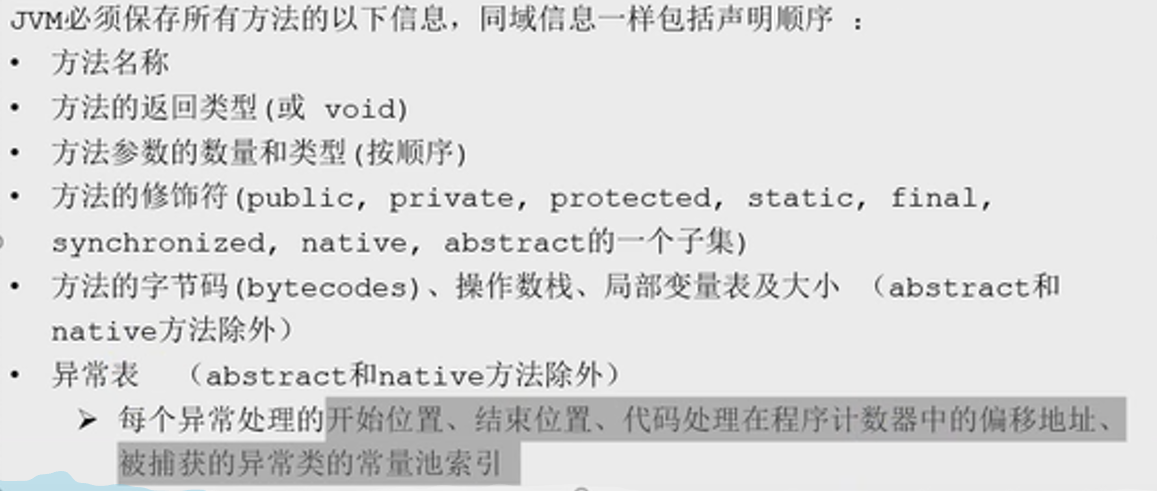 JVM必须保存所有方法的以下信息，同域信息一样包括声明顺序 ：
• 方法名称
• 方法的返回类型(或 void)
• 方法参数的数量和类型(按顺序)
• 方法的修饰符(public, private, protected, static, final,
synchronized, native, abstract的一个子集)
• 方法的字节码(bytecodes)、操作数栈、局部变量表及大小 （abstract和
native方法除外）
• 异常表 （abstract和native方法除外）
➢ 每个异常处理的开始位置、结束位置、代码处理在程序计数器中的偏移地址、
被捕获的异常类的常量池索引